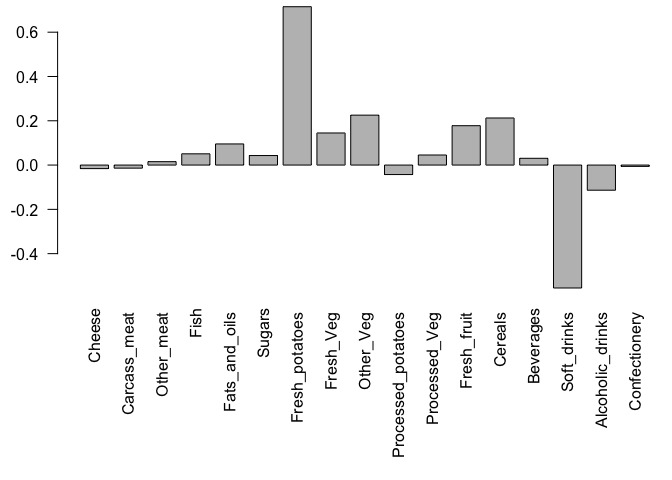 0.6
0.4
0.2
0.0
-0.2
-0.4
Cheese
Carcass_meat
Other_meat
Fish
Fats_and_oils
Sugars
Fresh_potatoes
Fresh_Veg
Other_Veg
Processed_potatoes
Processed_Veg
Fresh_fruit
Cereals
Beverages
Soft_drinks
Alcoholic_drinks
Confectionery